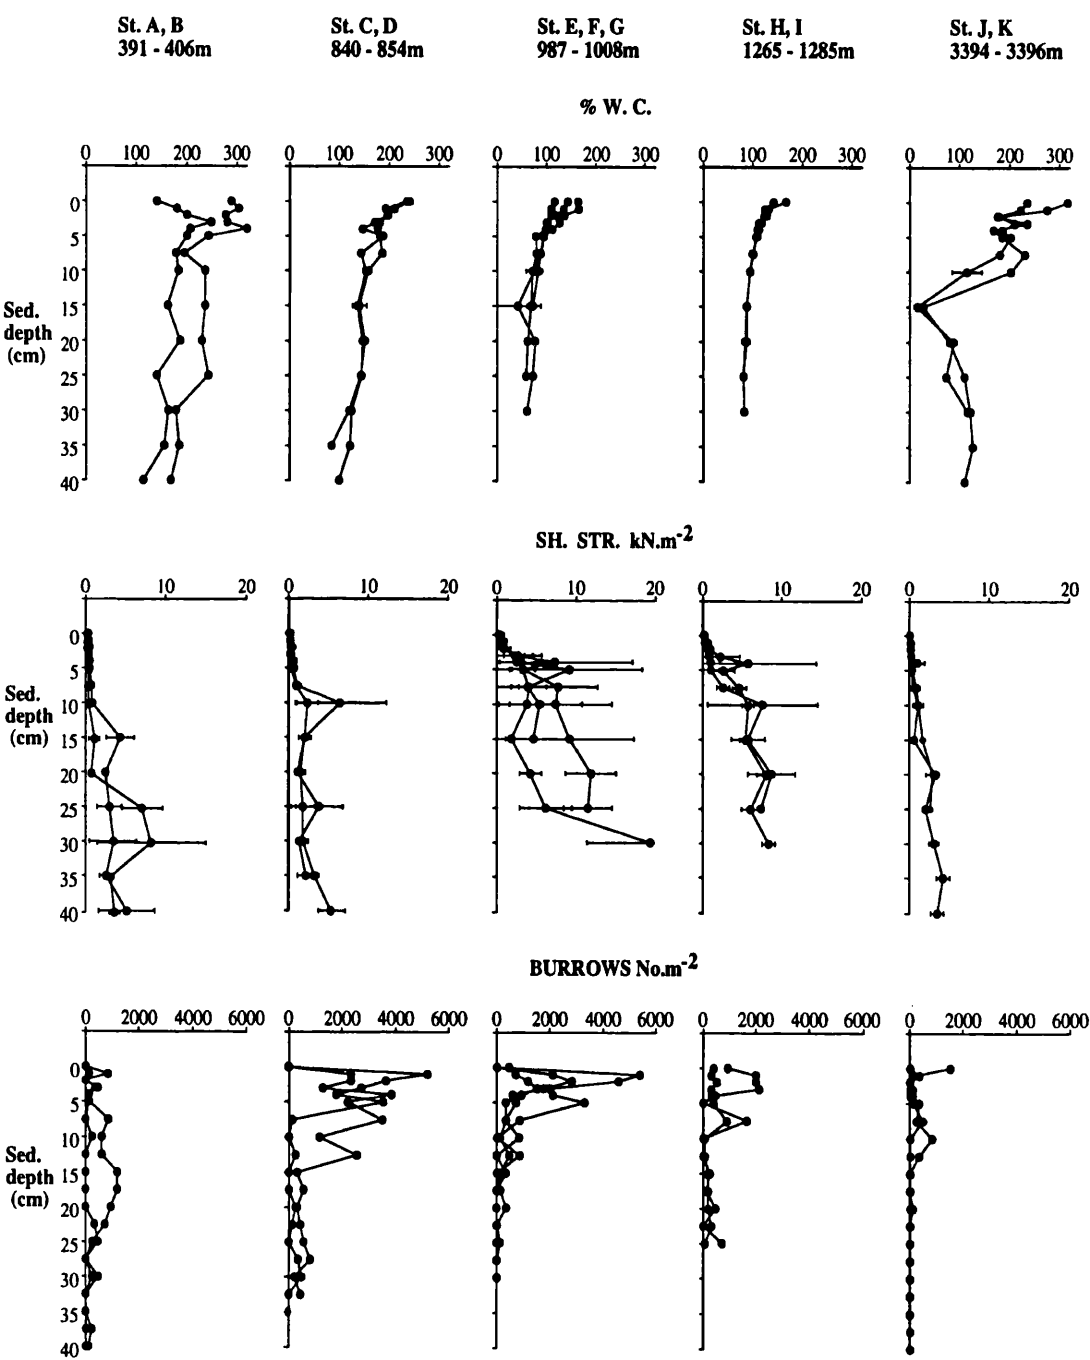 St. A, B St. C, D St. E, F, G St. H, I St. J, K
391 - 406m 840 - 854m 987 - 1008m 1265 - 1285m 3394 - 3396m
% W. C.
0 100 200 300 0 100 200 300 0 100 200 300 0 100 200 300 0 100 200 300
0
5
10
15
Sed.
depth
(cm)
20
25
30
35
40
SH. STR. kN.m-2
0 10 20 0 10 20 0 10 20 0 10 20 0 10 20
0
5
Sed.
depth
(cm)
10
15
20
25
30
35
40
BURROWS No.m-2
0 2000 4000 6000 0 2000 4000 6000 0 2000 4000 6000 0 2000 4000 6000 0 2000 4000 6000
0
5
10
Sed.
depth
(cm)
15
20
25
30
35
40